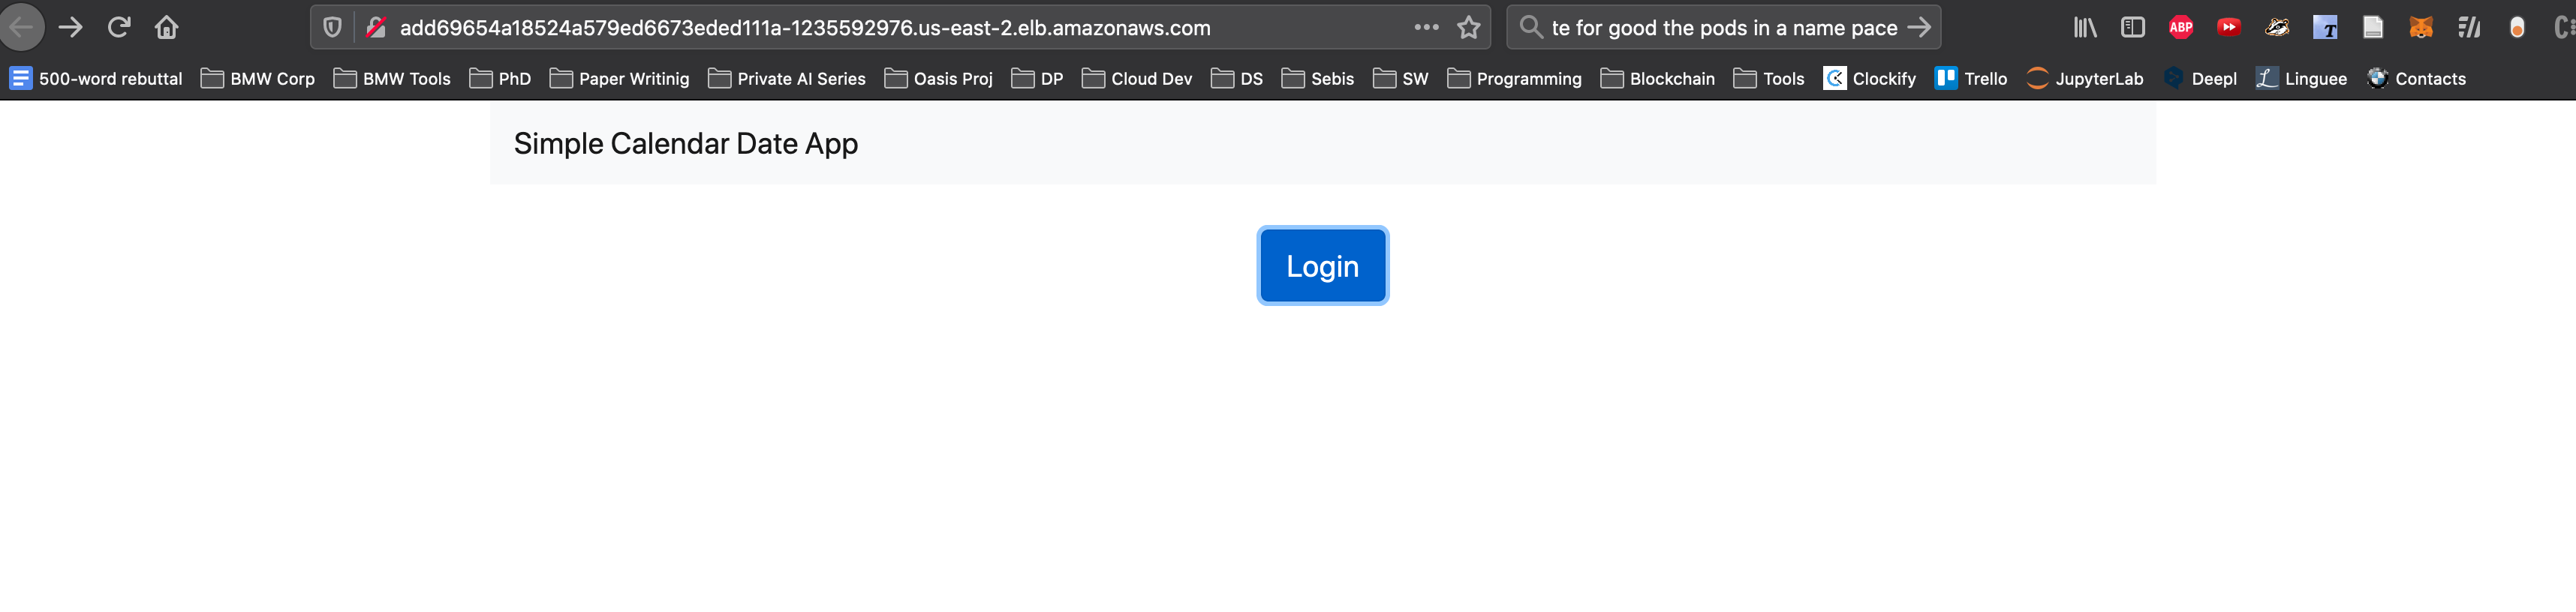 add69654a18524a579ed6673eded111a-1235592976.us-east-2.elb.amazonaws.com te for good the pods in a name pace ABP T
500-word rebuttal BMW Corp BMW Tools PhD Paper Writinig Private AI Series Oasis Proj DP Cloud Dev DS Sebis SW Programming Blockchain Tools Clockify Trello JupyterLab Deepl Linguee Contacts
Simple Calendar Date App
Login